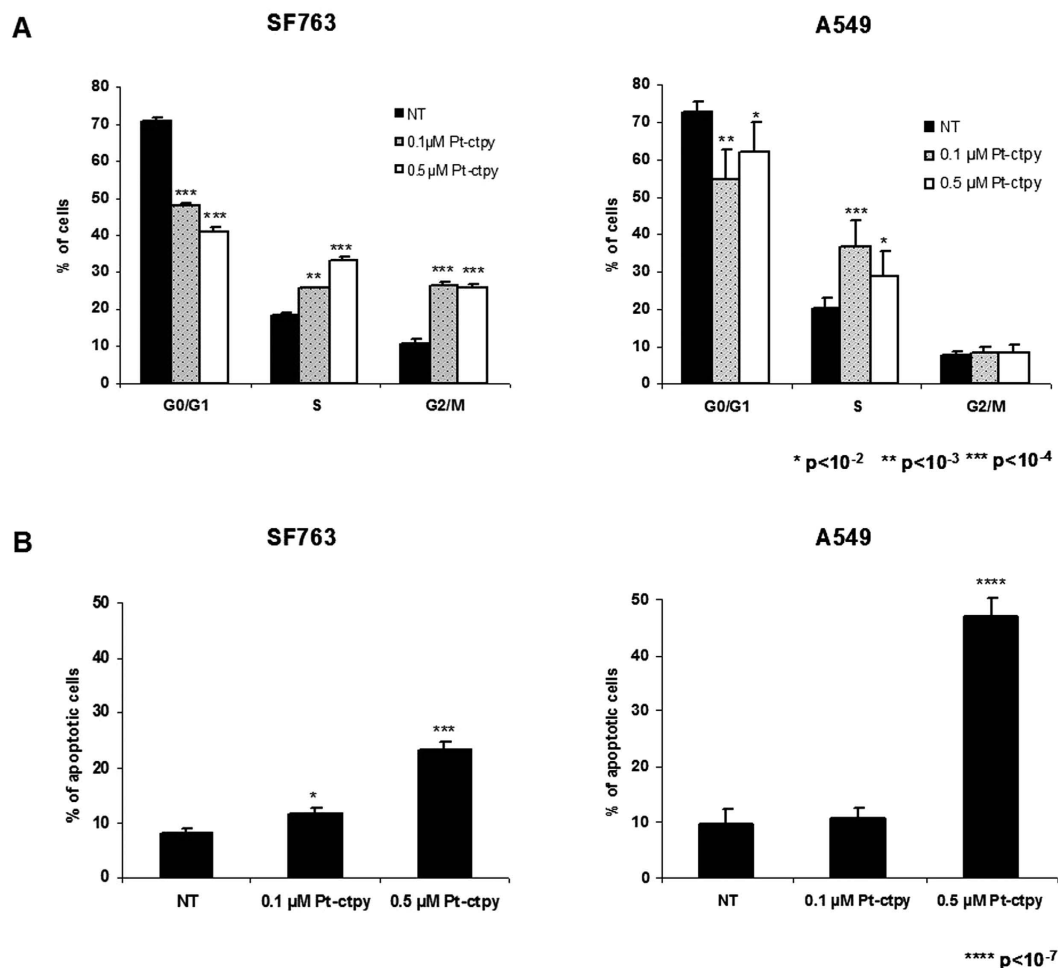 A
SF763
A549
% of cells
80
70
60
50
40
30
20
10
0
NT
0.1µM Pt-ctpy
0.5 µM Pt-ctpy
***
***
**
***
***
***
G0/G1
S
G2/M
% of cells
80
70
60
50
40
30
20
10
0
NT
0.1 µM Pt-ctpy
0.5 µM Pt-ctpy
**
*
***
*
G0/G1
S
G2/M
* p<10-2 ** p<10-3 *** p<10-4
B
SF763
A549
% of apoptotic cells
50
40
30
20
10
0
*
***
NT
0.1 µM Pt-ctpy
0.5 µM Pt-ctpy
% of apoptotic cells
50
40
30
20
10
0
****
NT
0.1 µM Pt-ctpy
0.5 µM Pt-ctpy
**** p<10-7